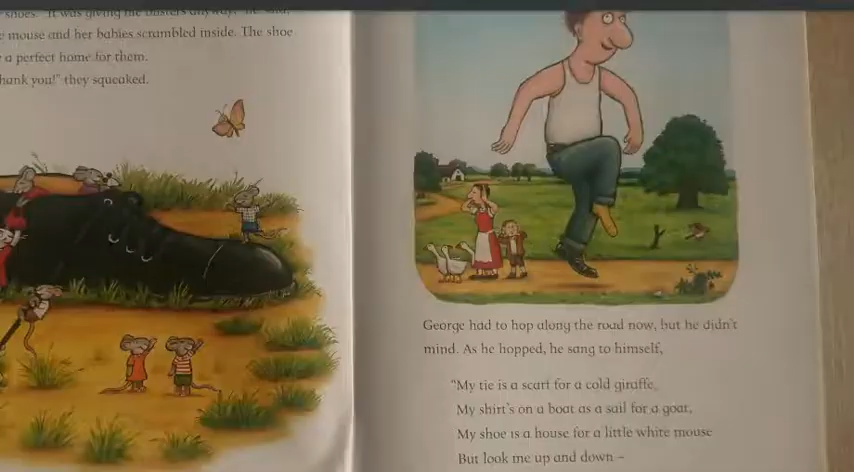 shoes. It was giving me blisters anyway," he said,
mouse and her babies scrambled inside. The shoe
a perfect home for them.
hank you!" they squeaked.
George had to hop along the road now, but he didn't
mind. As he hopped, he sang to himself,
"My tie is a scarf for a cold giraffe,
My shirt's on a boat as a sail for a goat,
My shoe is a house for a little white mouse
But look me up and down –